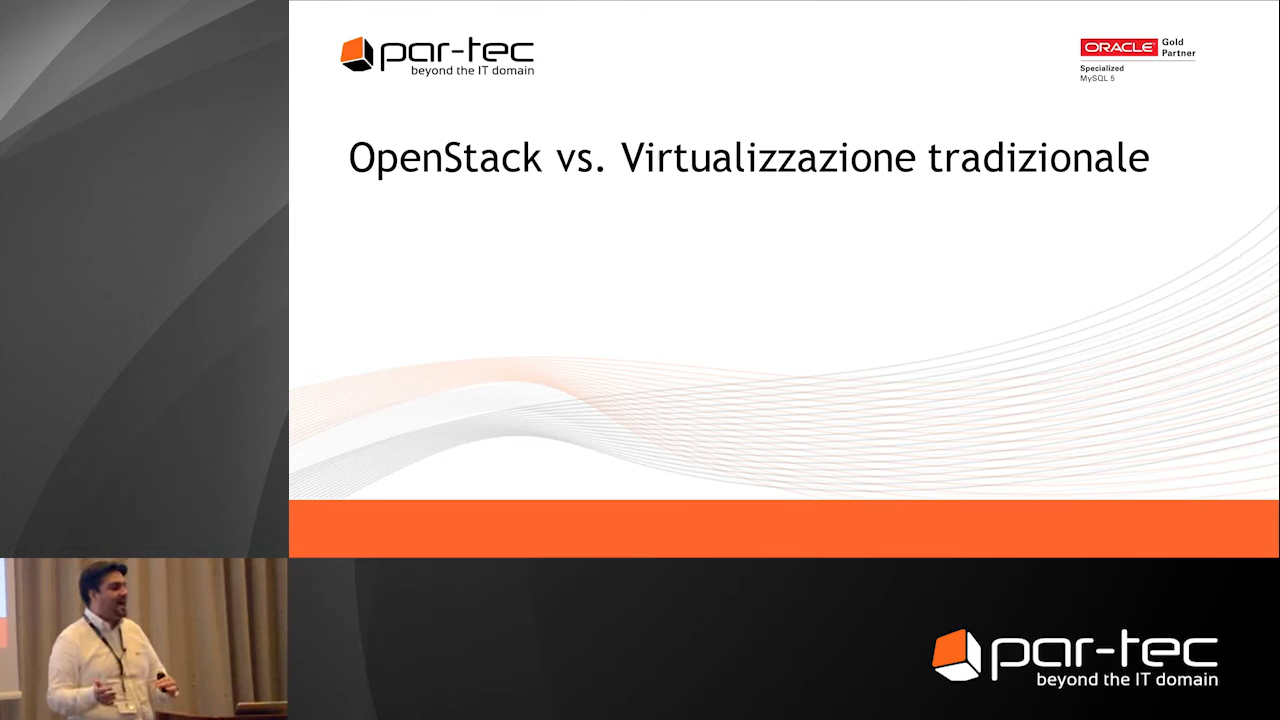 par-tec
beyond the IT domain
ORACLE Gold
Partner
Specialized
MySQL 5
OpenStack vs. Virtualizzazione tradizionale
par-tec
beyond the IT domain